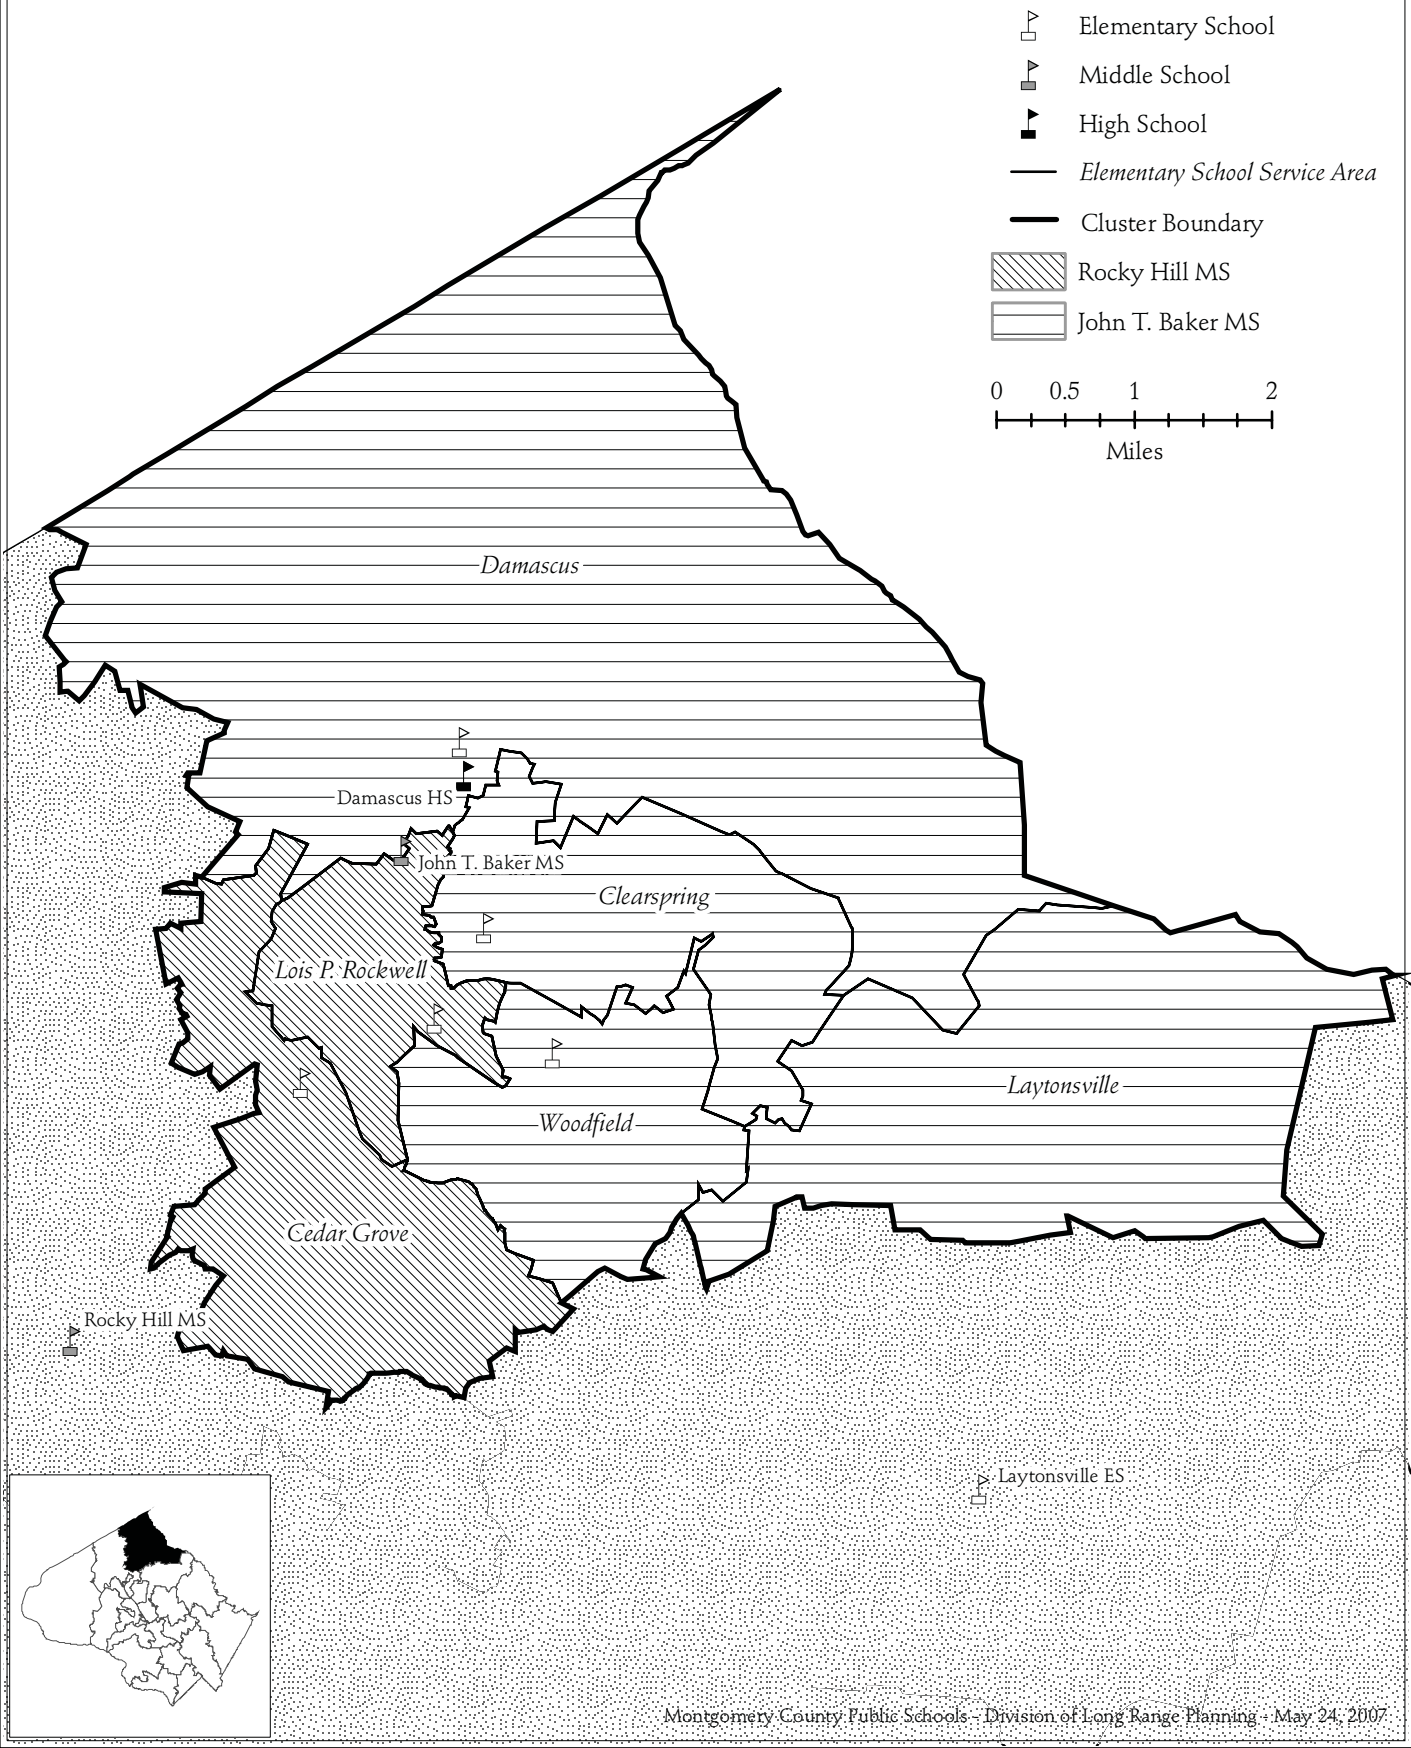 Elementary School
Middle School
High School
Elementary School Service Area
Cluster Boundary
Rocky Hill MS
John T. Baker MS
0 0.5 1 2
Miles
Damascus
Damascus HS
John T. Baker MS
Clearspring
Lois P. Rockwell
Laytonsville
Woodfield
Cedar Grove
Rocky Hill MS
Laytonsville ES
Montgomery County Public Schools - Division of Long Range Planning - May 24, 2007